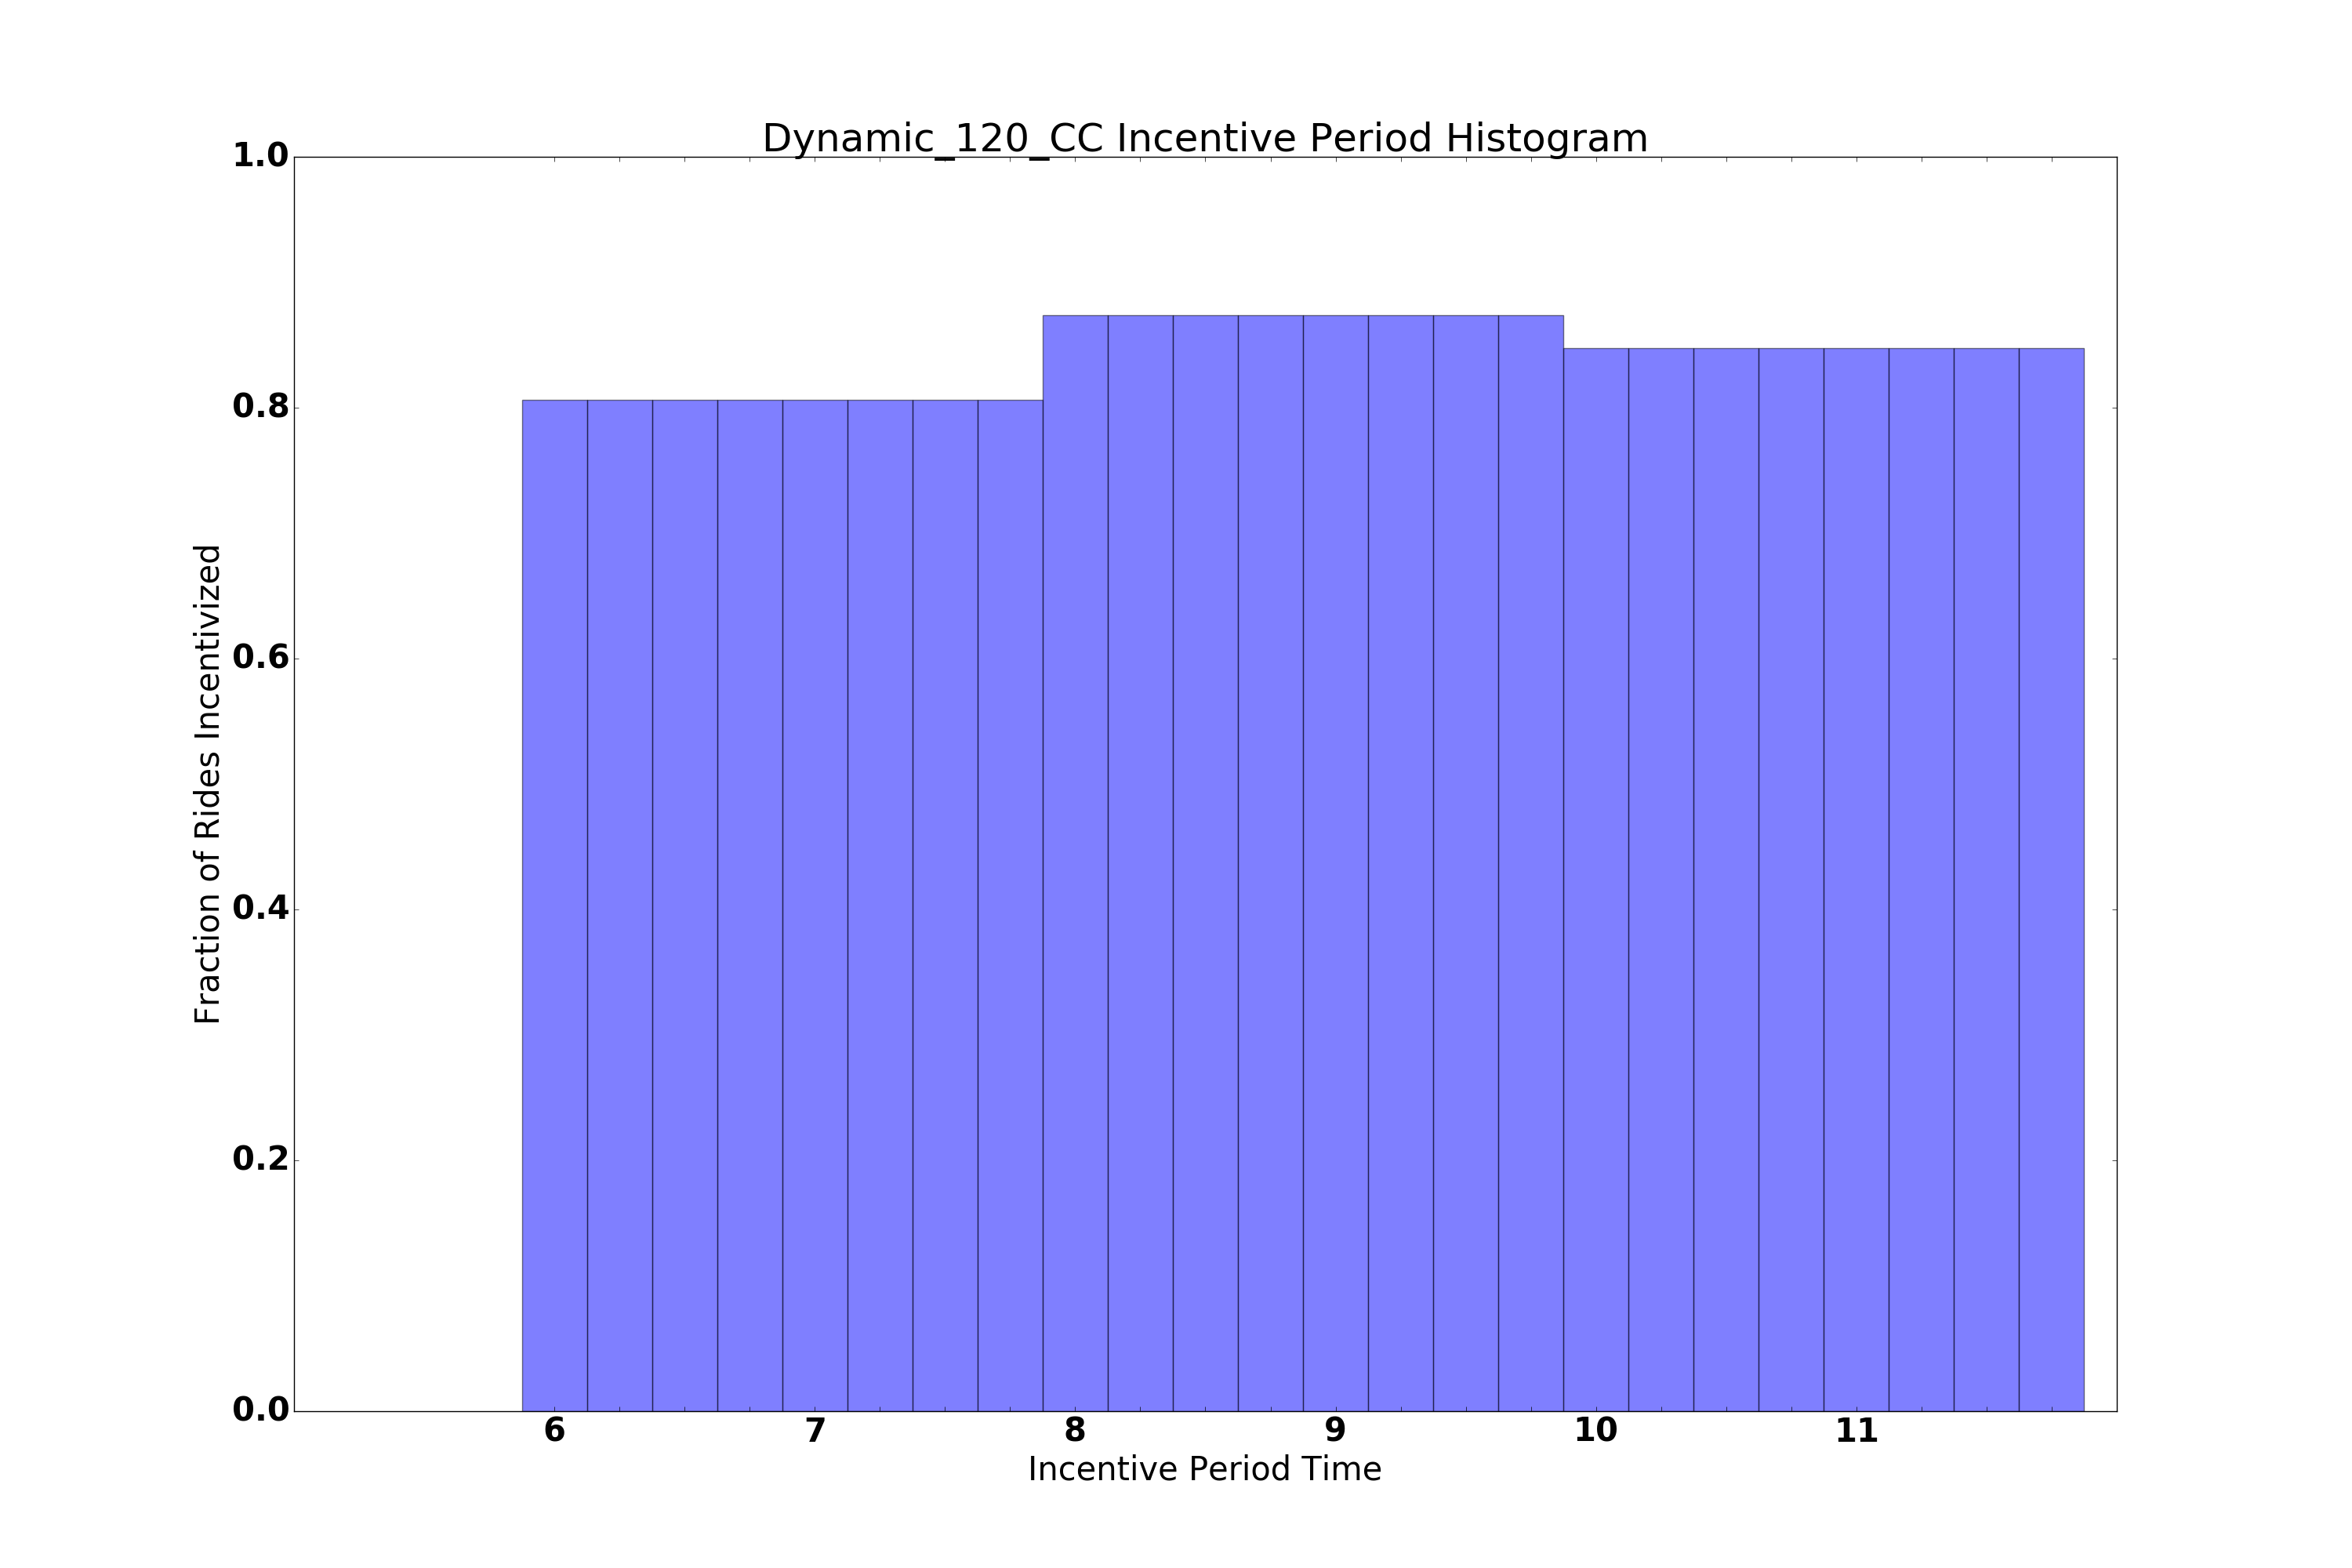 Dynamic_120_CC Incentive Period Histogram
1.0
0.8
0.6
0.4
0.2
0.0
Fraction of Rides Incentivized
6 7 8 9 10 11
Incentive Period Time